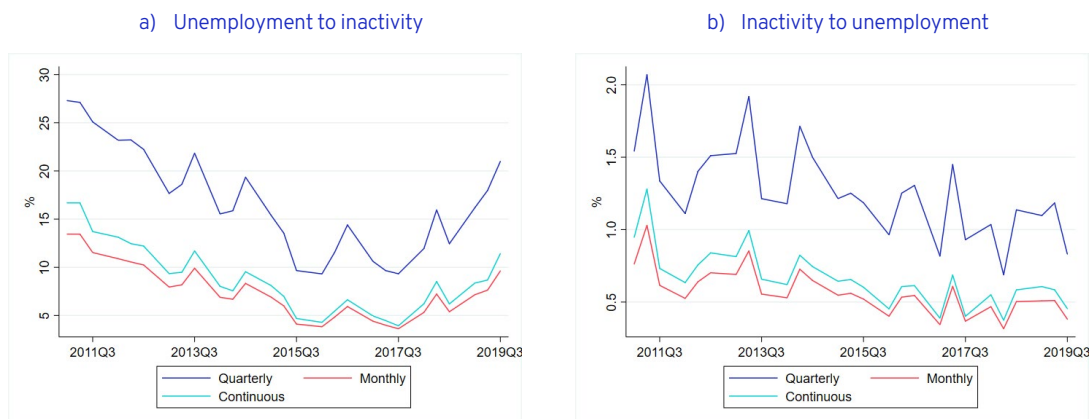 a) Unemployment to inactivity
%
30
25
20
15
10
5
2011Q3 2013Q3 2015Q3 2017Q3 2019Q3
Quarterly Monthly
Continuous
b) Inactivity to unemployment
%
2.0
1.5
1.0
0.5
2011Q3 2013Q3 2015Q3 2017Q3 2019Q3
Quarterly Monthly
Continuous